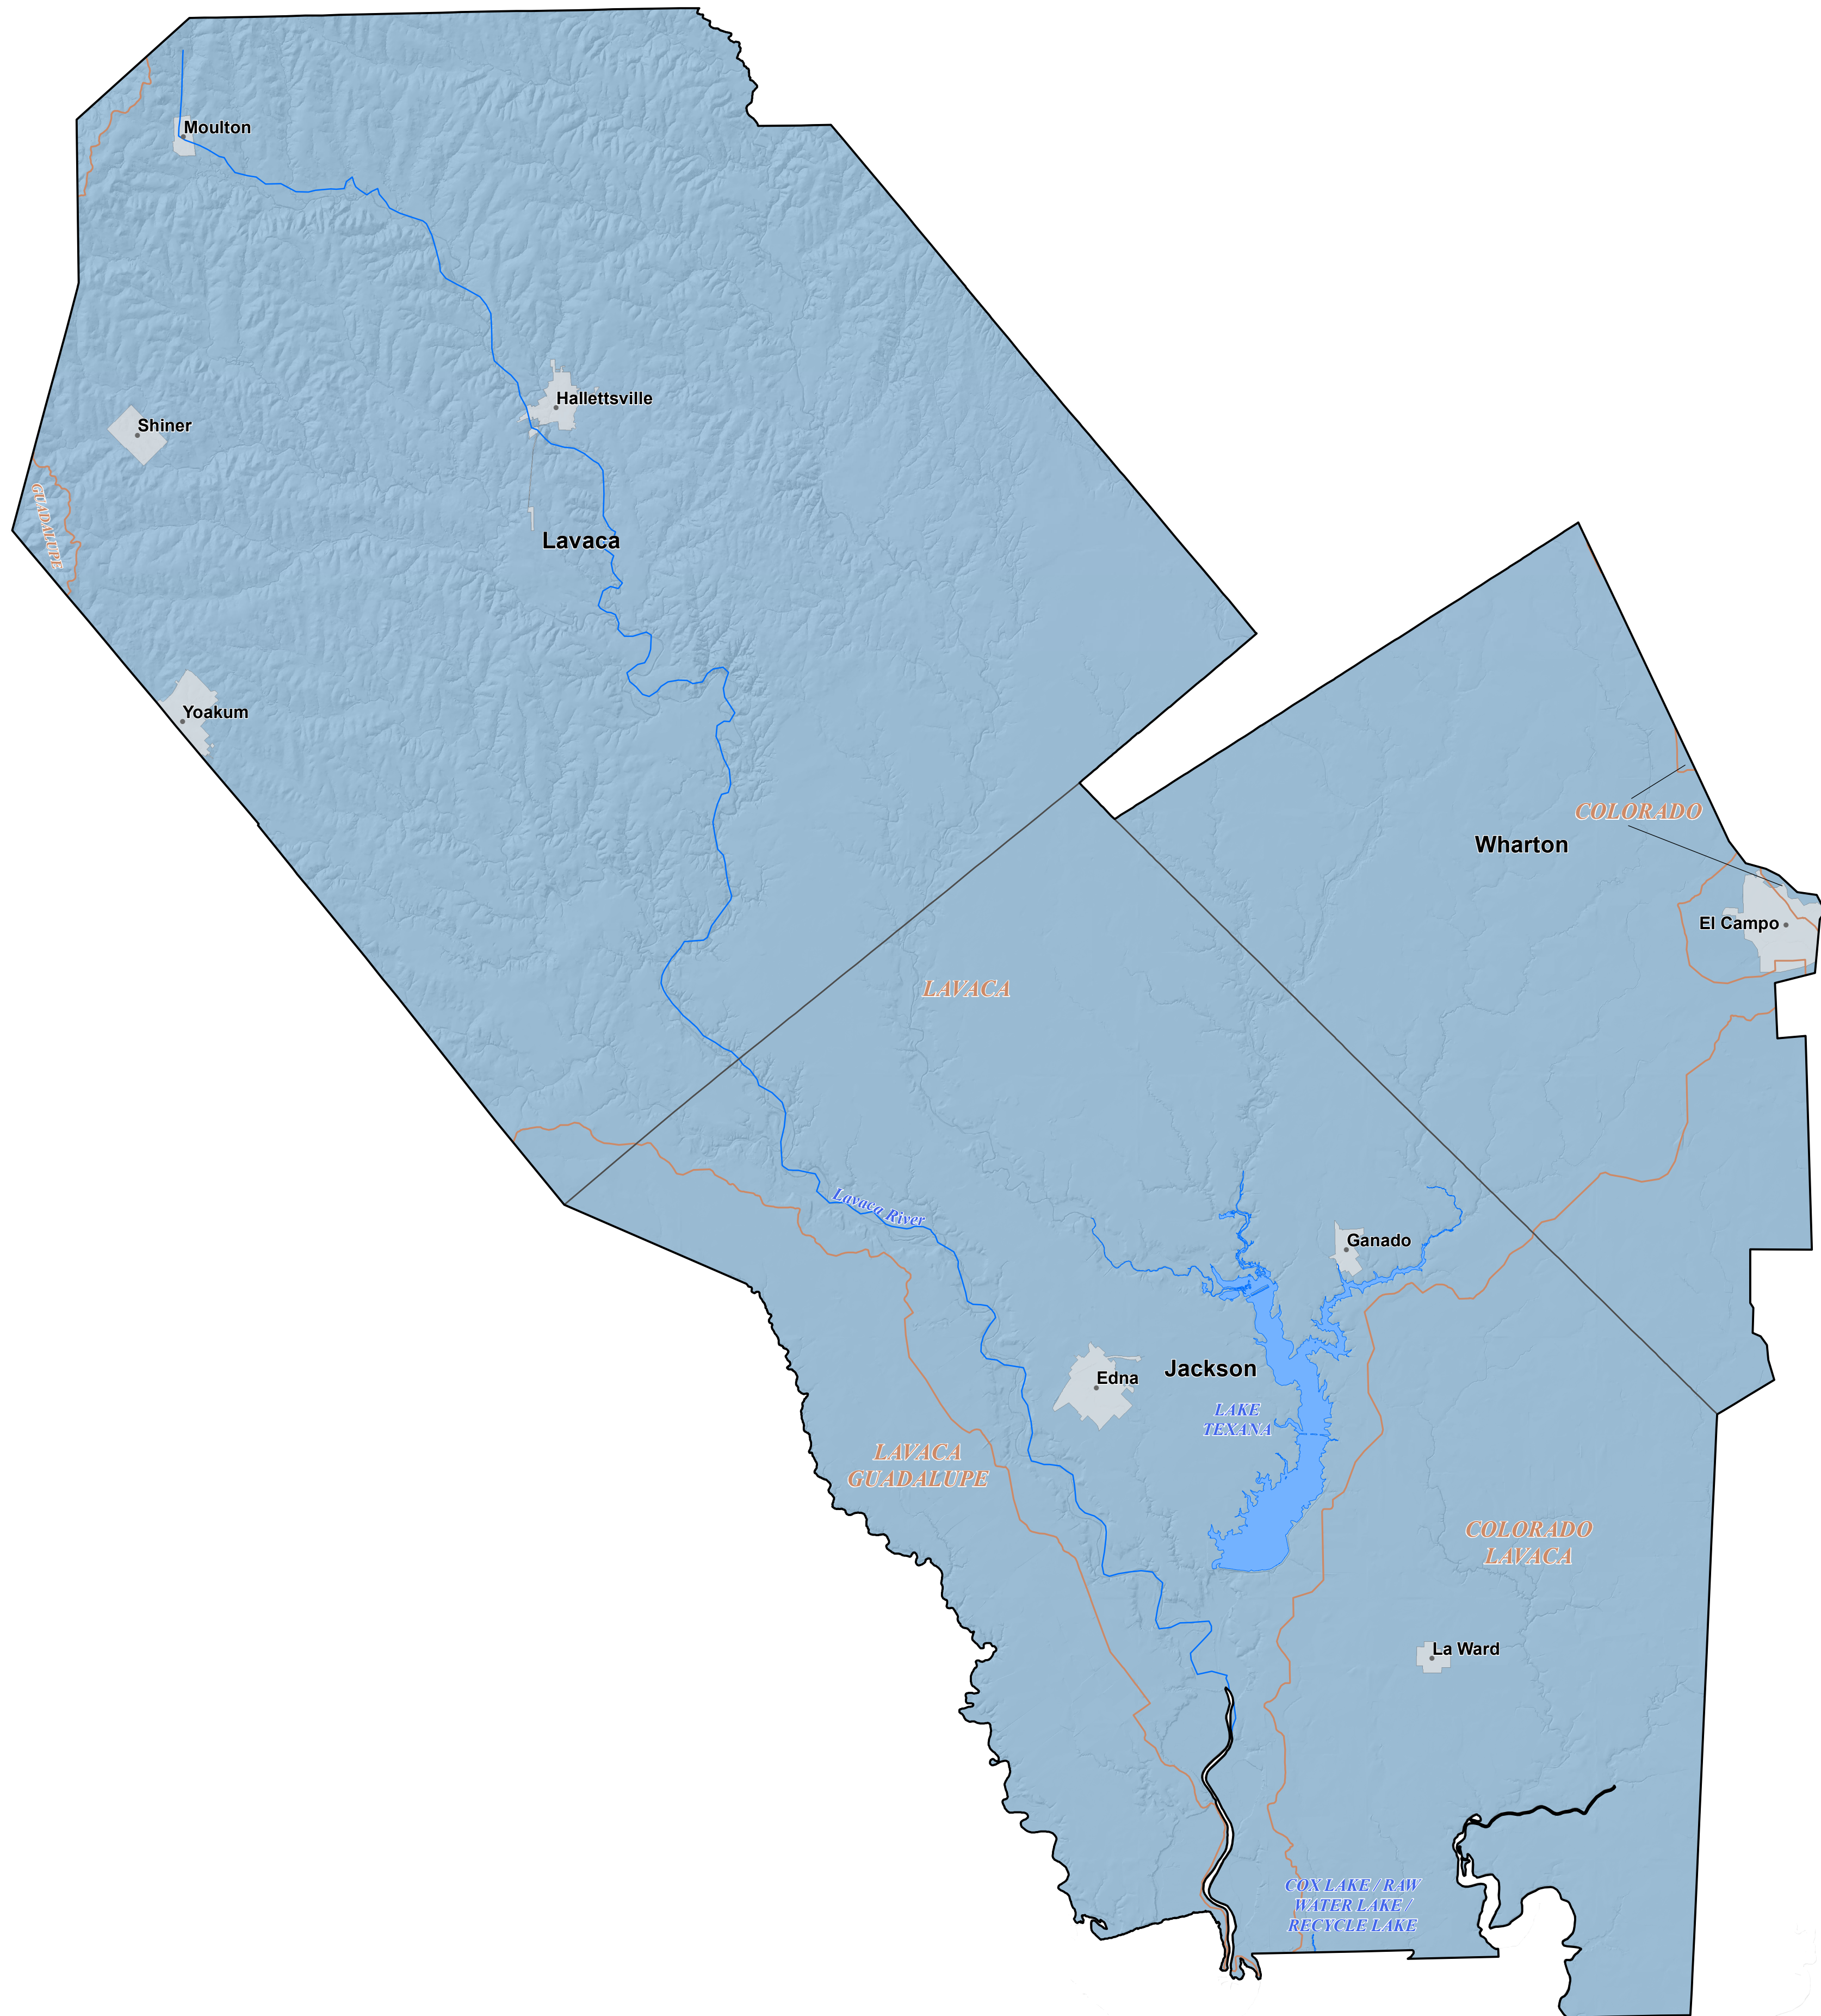 Moulton
Hallettsville
Shiner
GUADALUPE
Lavaca
Yoakum
COLORADO
Wharton
El Campo
LAVACA
Lavaca River
Ganado
Jackson
Edna
LAKE
TEXANA
LAVACA
GUADALUPE
COLORADO
LAVACA
La Ward
COX LAKE / RAW
WATER LAKE /
RECYCLE LAKE